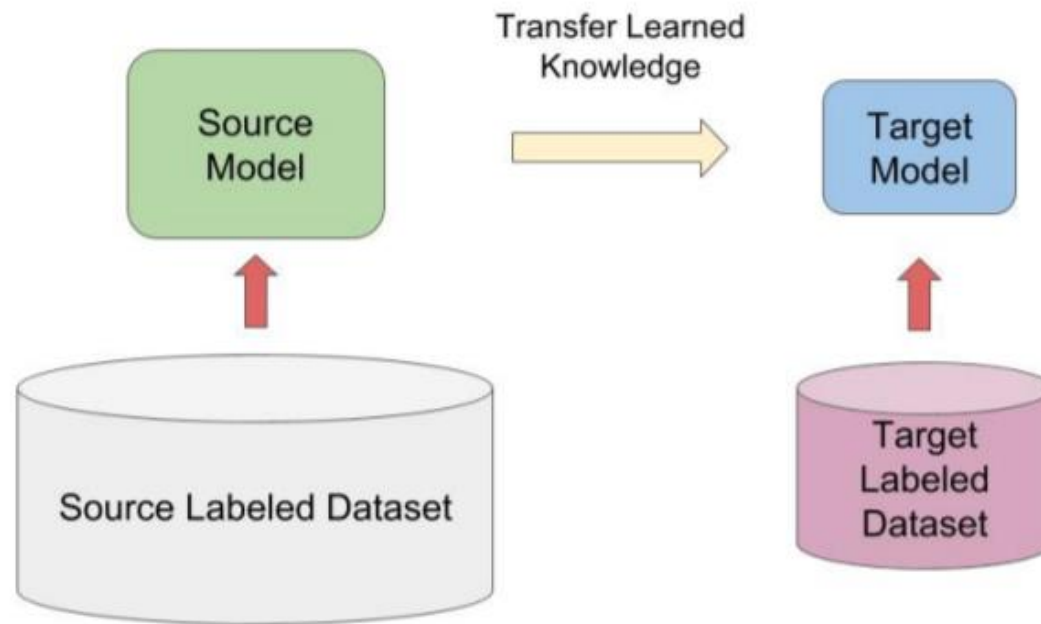 Transfer Learned
Knowledge
Source
Model
Target
Model
Source Labeled Dataset
Target
Labeled
Dataset